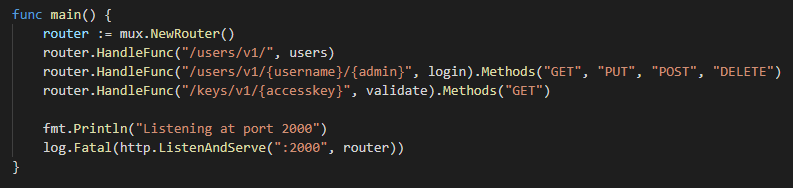 func main() {
    router := mux.NewRouter()
    router.HandleFunc("/users/v1/", users)
    router.HandleFunc("/users/v1/{username}/{admin}", login).Methods("GET", "PUT", "POST", "DELETE")
    router.HandleFunc("/keys/v1/{accesskey}", validate).Methods("GET")

    fmt.Println("Listening at port 2000")
    log.Fatal(http.ListenAndServe(":2000", router))
}